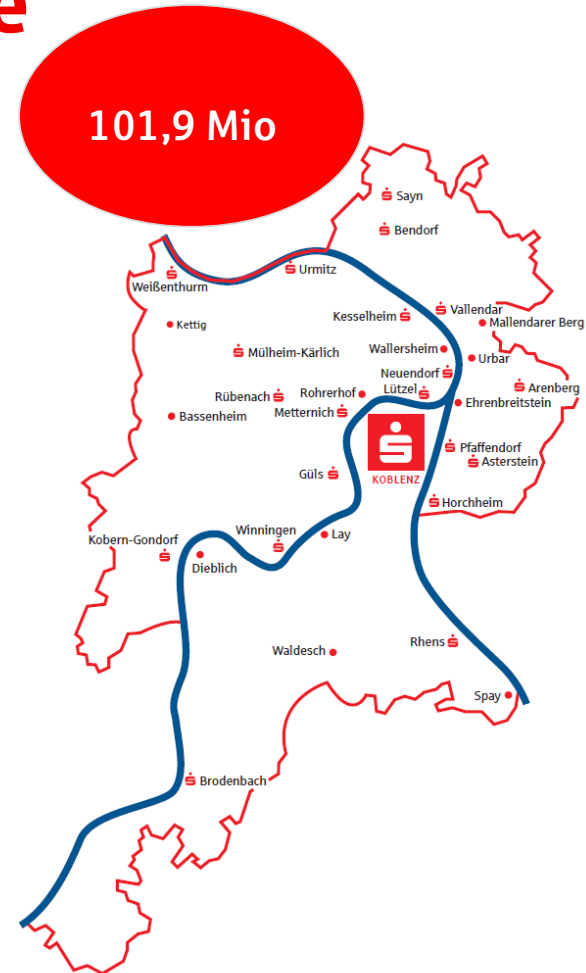 e
101,9 Mio
Sayn
Bendorf
Urmitz
Weißenthurm
Kesselheim
Vallendar
Kettig
Mallendarer Berg
Wallersheim
Mülheim-Kärlich
Urbar
Neuendorf
Arenberg
Rübenach
Rohrerhof
Lützel
Ehrenbreitstein
Bassenheim
Metternich
Pfaffendorf
Asterstein
KOBLENZ
Güls
Horchheim
Winningen
Lay
Kobern-Gondorf
Dieblich
Rhens
Waldesch
Spay
Brodenbach